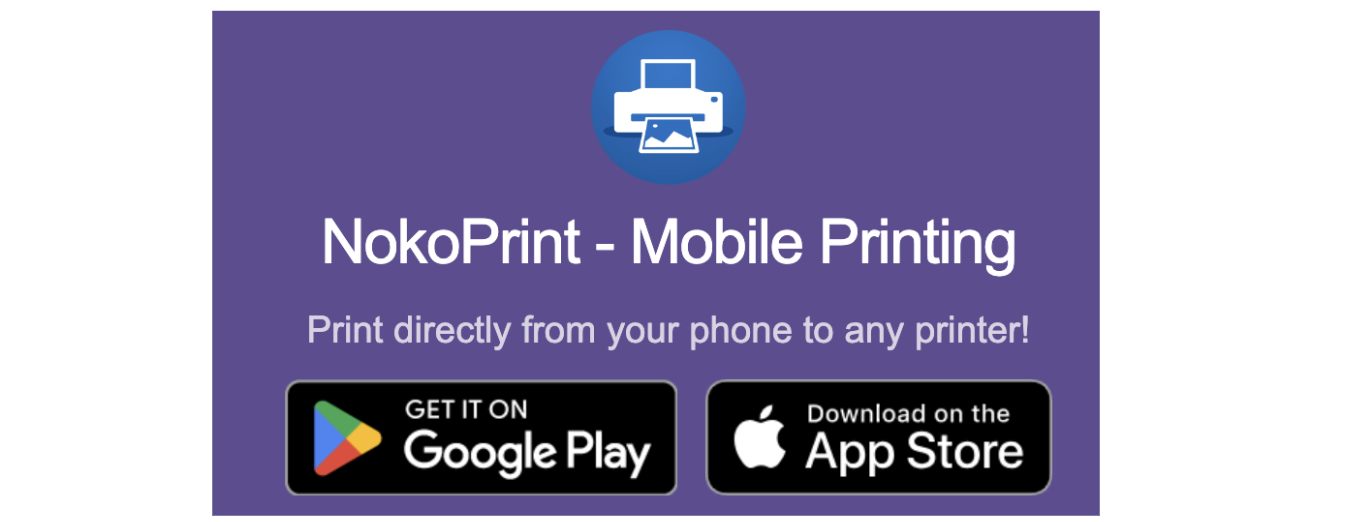 NokoPrint - Mobile Printing
Print directly from your phone to any printer!
GET IT ON
Google Play
Download on the
App Store